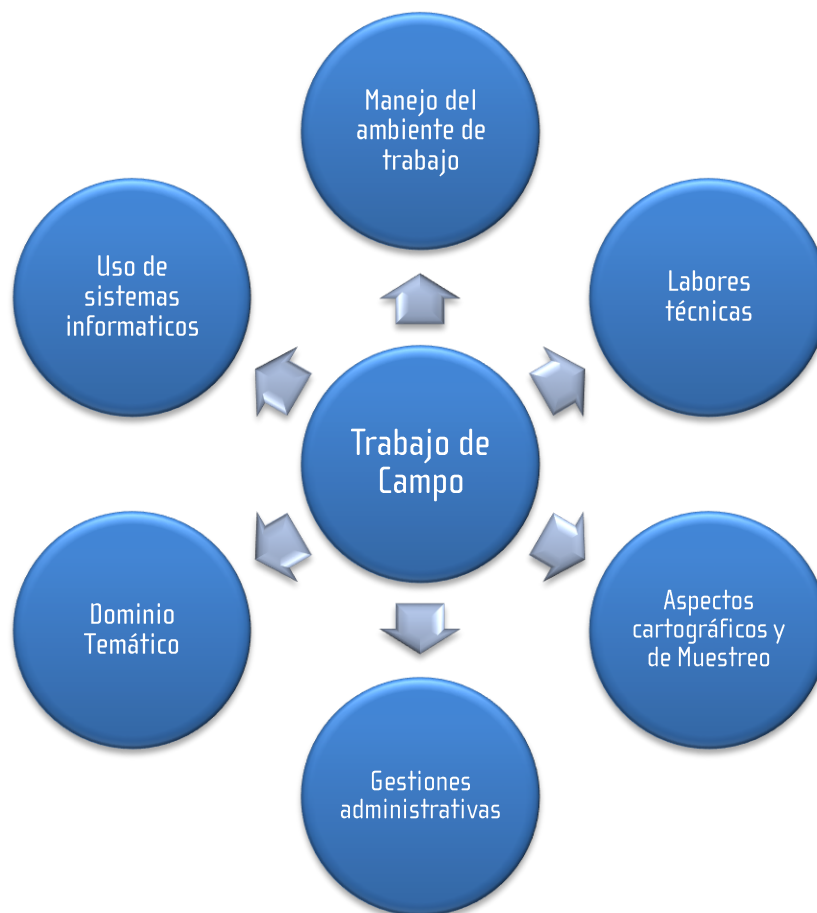 Manejo del
ambiente de
trabajo
Uso de
sistemas
informaticos
Labores
técnicas
Trabajo de
Campo
Dominio
Temático
Aspectos
cartográficos y
de Muestreo
Gestiones
administrativas